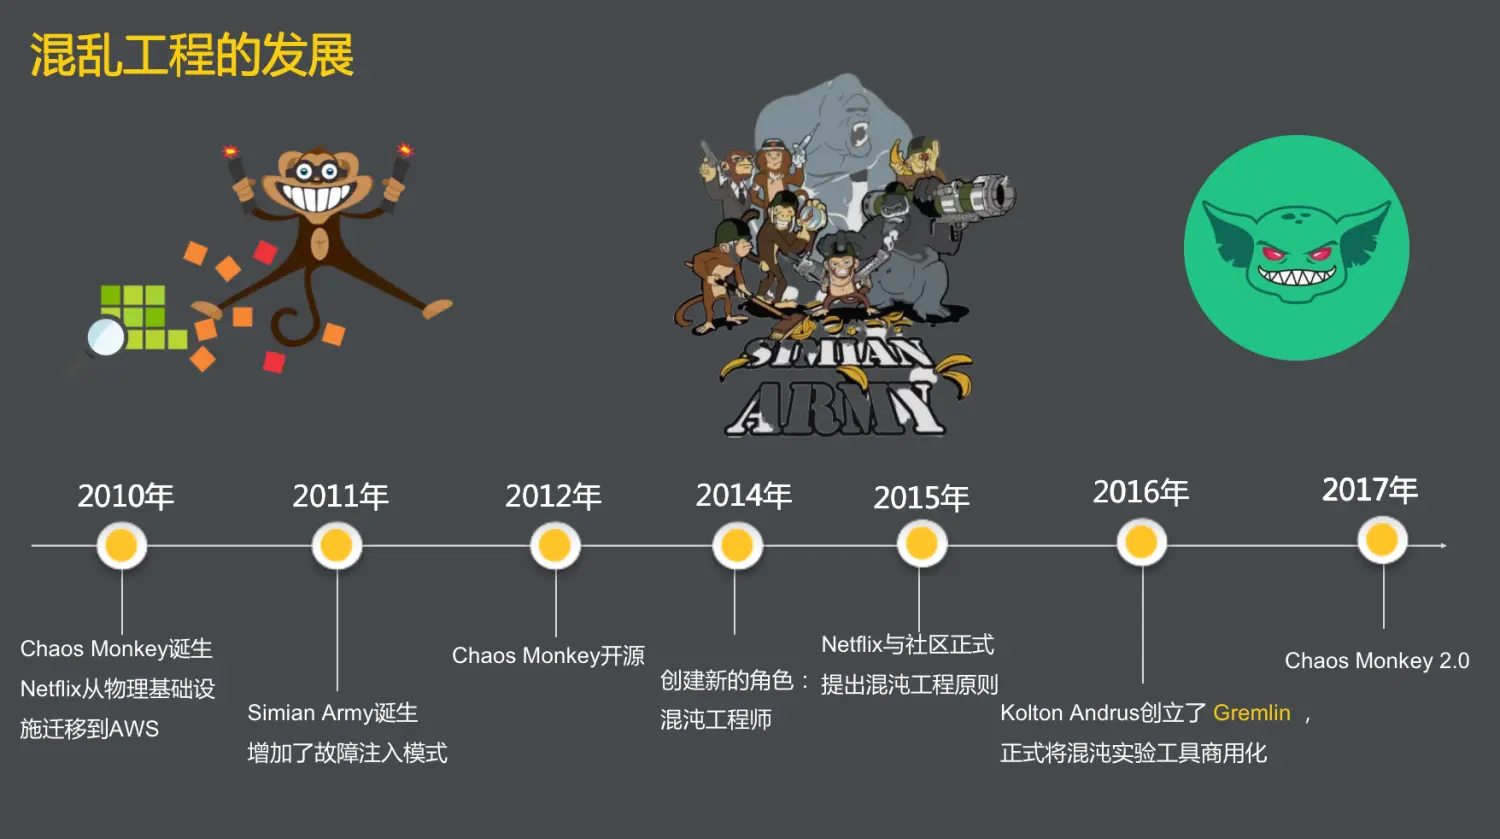 混乱工程的发展
SIMIAN
ARMY
2010年
2011年
2012年
2014年
2015年
2016年
2017年
Chaos Monkey诞生
Netflix从物理基础设
施迁移到AWS
Simian Army诞生
增加了故障注入模式
Chaos Monkey开源
创建新的角色：
混沌工程师
Netflix与社区正式
提出混沌工程原则
Kolton Andrus创立了 Gremlin ，
正式将混沌实验工具商用化
Chaos Monkey 2.0